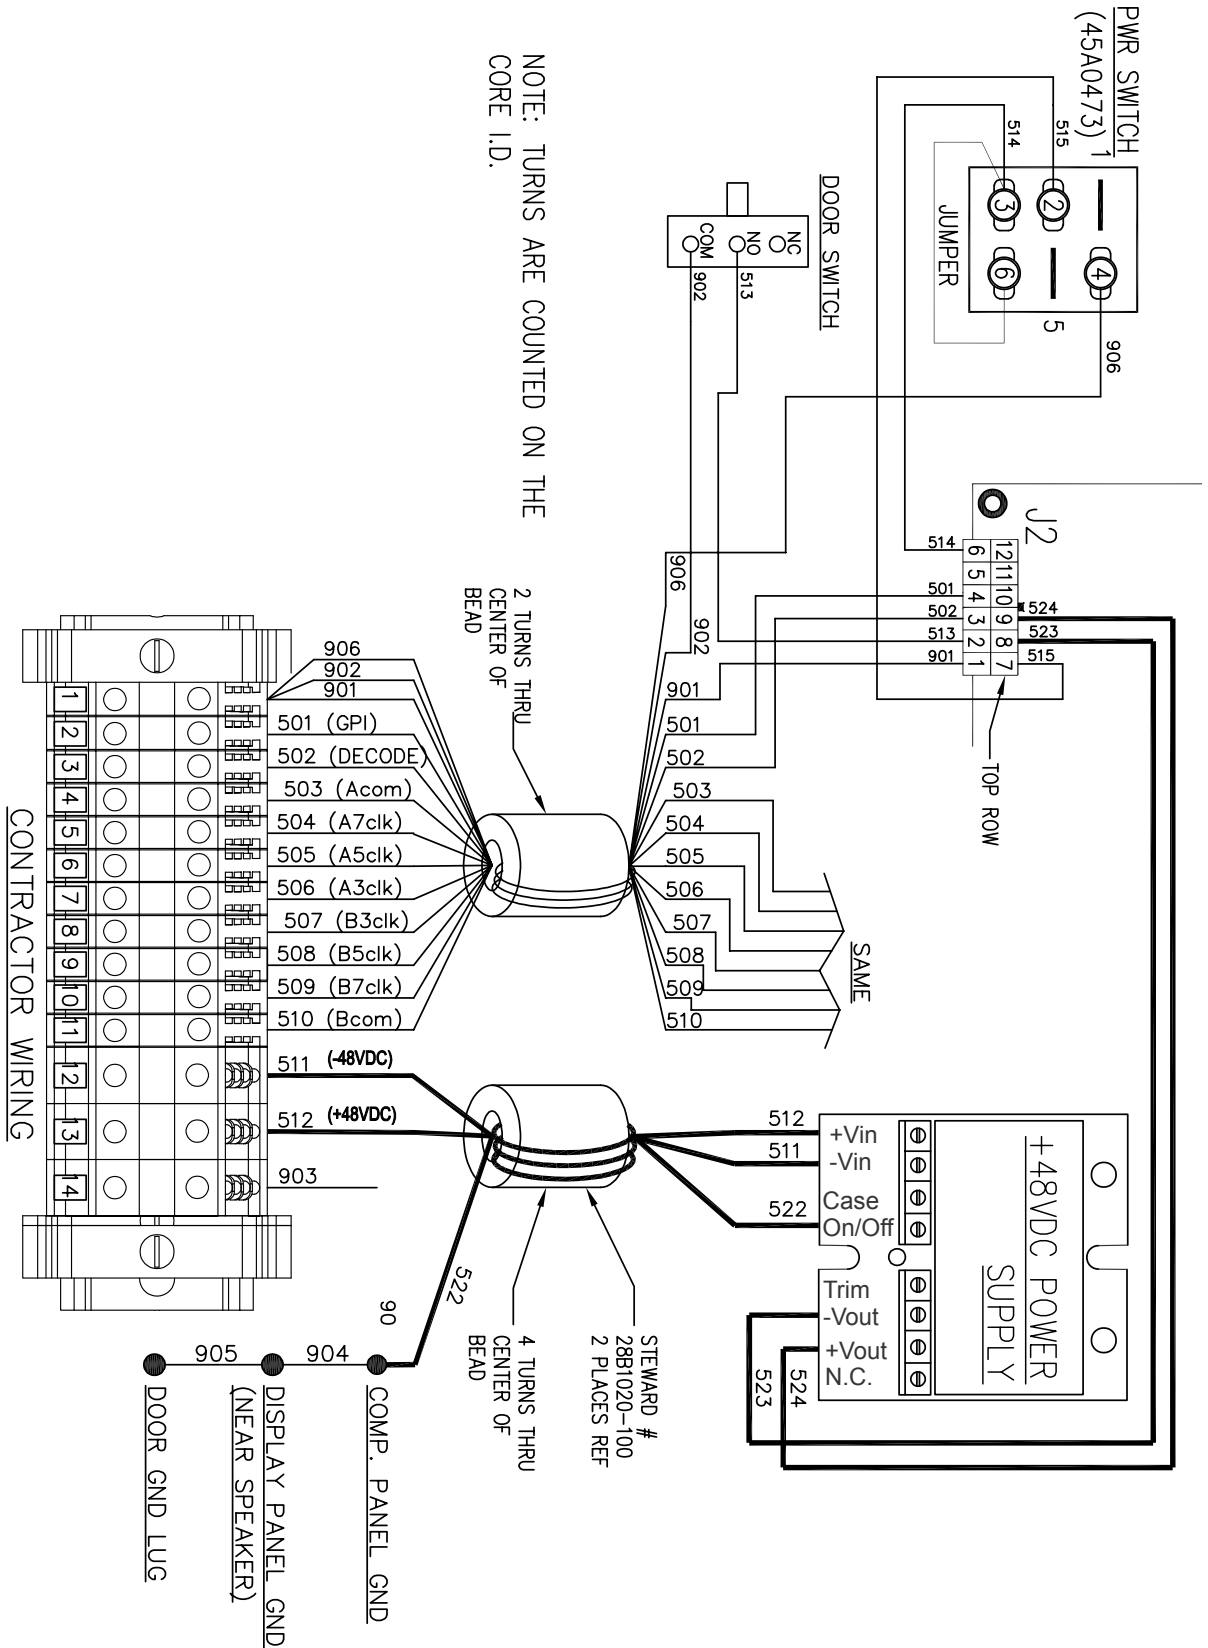 PWR SWITCH
(45A0473)
1
515
514
2
3
4
6
5
JUMPER
906
DOOR SWITCH
NC
NO
COM
513
902
NOTE: TURNS ARE COUNTED ON THE
CORE I.D.
J2
12 11 10 9 8 7
6 5 4 3 2 1
514
501
502
513
901
524
523
515
TOP ROW
906
902
901
501
502
503
504
505
506
507
508
509
510
SAME
2 TURNS THRU
CENTER OF
BEAD
906
902
901
501 (GPI)
502 (DECODE)
503 (Acom)
504 (A7clk)
505 (A5clk)
506 (A3clk)
507 (B3clk)
508 (B5clk)
509 (B7clk)
510 (Bcom)
511 (-48VDC)
512 (+48VDC)
903
1
2
3
4
5
6
7
8
9
10
11
12
13
14
CONTRACTOR WIRING
512
511
522
+Vin
-Vin
Case
On/Off
Trim
-Vout
+Vout
N.C.
+48VDC POWER
SUPPLY
524
523
STEWARD #
28B1020-100
2 PLACES REF
4 TURNS THRU
CENTER OF
BEAD
522
90
904
905
COMP. PANEL GND
DISPLAY PANEL GND
(NEAR SPEAKER)
DOOR GND LUG